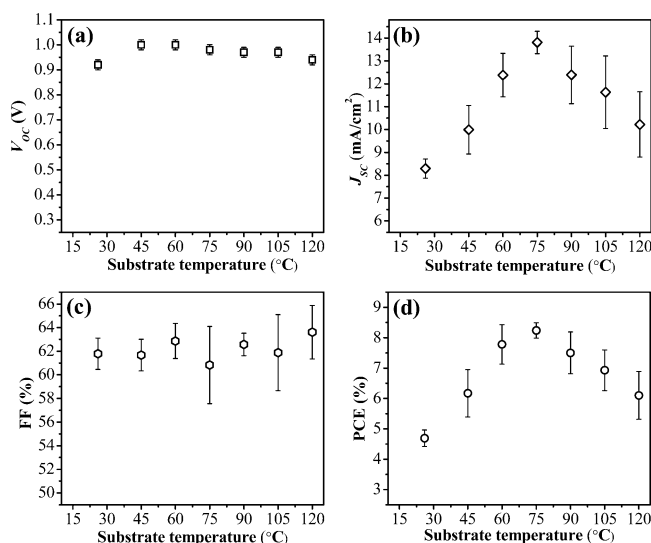 (a)
1.1
1.0
0.9
0.8
0.7
0.6
0.5
0.4
0.3
V_OC (V)
15 30 45 60 75 90 105 120
Substrate temperature (°C)
(b)
14
13
12
11
10
9
8
7
6
J_SC (mA/cm²)
15 30 45 60 75 90 105 120
Substrate temperature (°C)
(c)
66
64
62
60
58
56
54
52
50
FF (%)
15 30 45 60 75 90 105 120
Substrate temperature (°C)
(d)
9
8
7
6
5
4
3
PCE (%)
15 30 45 60 75 90 105 120
Substrate temperature (°C)